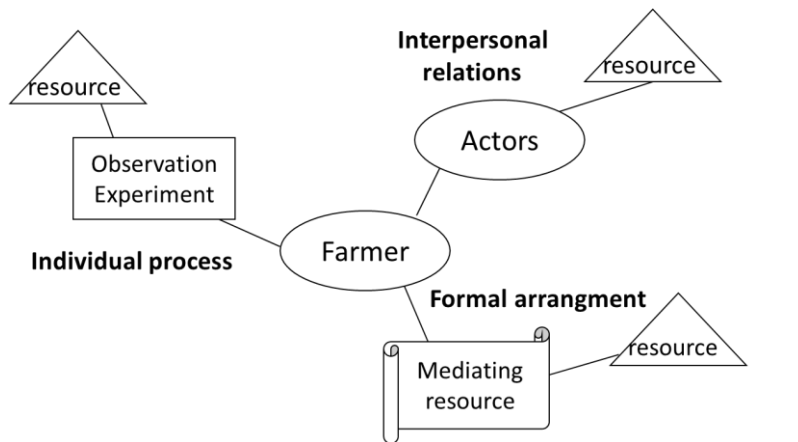 resource
Observation
Experiment
Individual process
Interpersonal
relations
resource
Actors
Farmer
Formal arrangment
Mediating
resource
resource